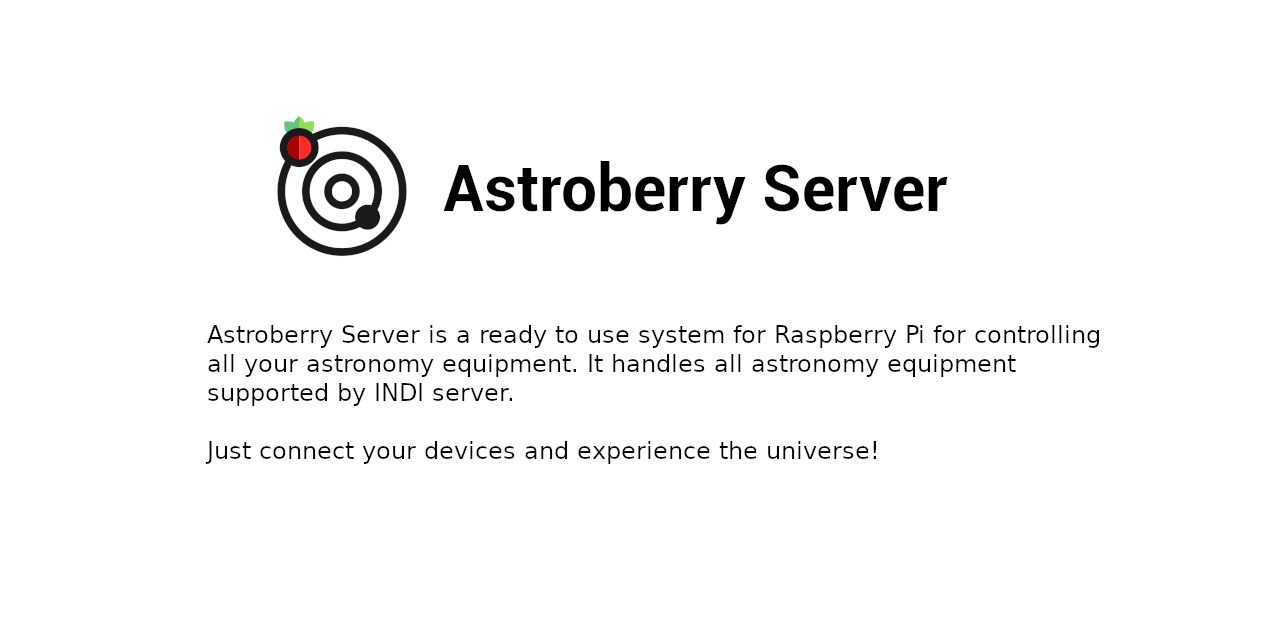 Astroberry Server
Astroberry Server is a ready to use system for Raspberry Pi for controlling
all your astronomy equipment. It handles all astronomy equipment
supported by INDI server.
Just connect your devices and experience the universe!